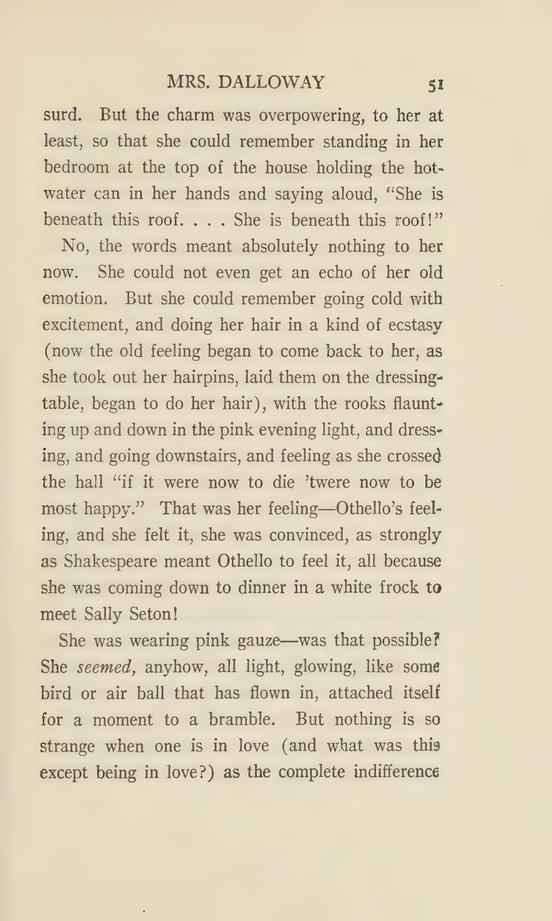 MRS. DALLOWAY 51
surd. But the charm was overpowering, to her at
least, so that she could remember standing in her
bedroom at the top of the house holding the hot-
water can in her hands and saying aloud, "She is
beneath this roof. . . . She is beneath this roof!"
No, the words meant absolutely nothing to her
now. She could not even get an echo of her old
emotion. But she could remember going cold with
excitement, and doing her hair in a kind of ecstasy
(now the old feeling began to come back to her, as
she took out her hairpins, laid them on the dressing-
table, began to do her hair), with the rooks flaunt-
ing up and down in the pink evening light, and dress-
ing, and going downstairs, and feeling as she crossed
the hall "if it were now to die 'twere now to be
most happy." That was her feeling—Othello's feel-
ing, and she felt it, she was convinced, as strongly
as Shakespeare meant Othello to feel it, all because
she was coming down to dinner in a white frock to
meet Sally Seton!
She was wearing pink gauze—was that possible?
She seemed, anyhow, all light, glowing, like some
bird or air ball that has flown in, attached itself
for a moment to a bramble. But nothing is so
strange when one is in love (and what was this
except being in love?) as the complete indifference